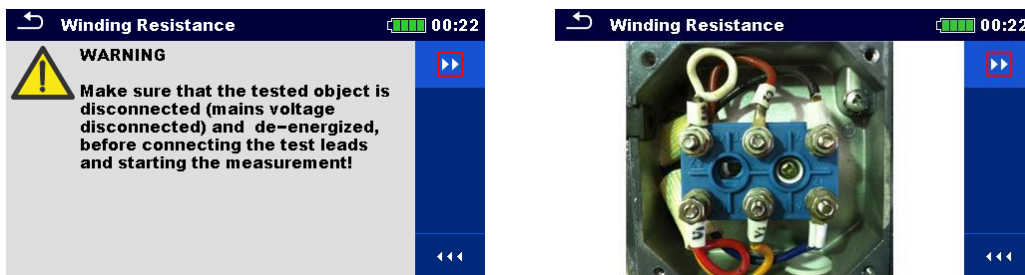 Winding Resistance 00:22
WARNING
Make sure that the tested object is
disconnected (mains voltage
disconnected) and de-energized,
before connecting the test leads
and starting the measurement!
Winding Resistance 00:22